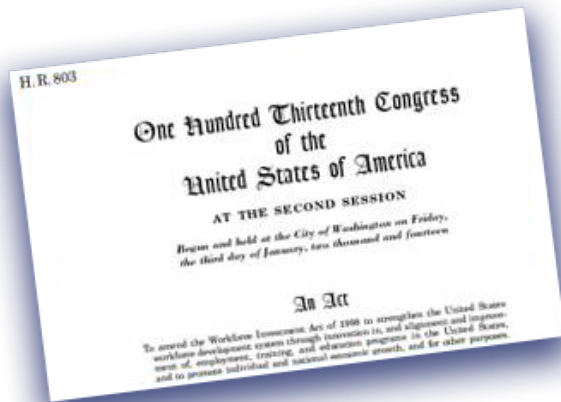 H. R. 803
One Hundred Thirteenth Congress
of the
United States of America
AT THE SECOND SESSION
Begun and held at the City of Washington on Friday,
the third day of January, two thousand and fourteen
An Act
To amend the Workforce Investment Act of 1998 to strengthen the United States
workforce development system through innovation in, and alignment and improve-
ment of, employment, training, and education programs in the United States,
and to promote individual and national economic growth, and for other purposes.